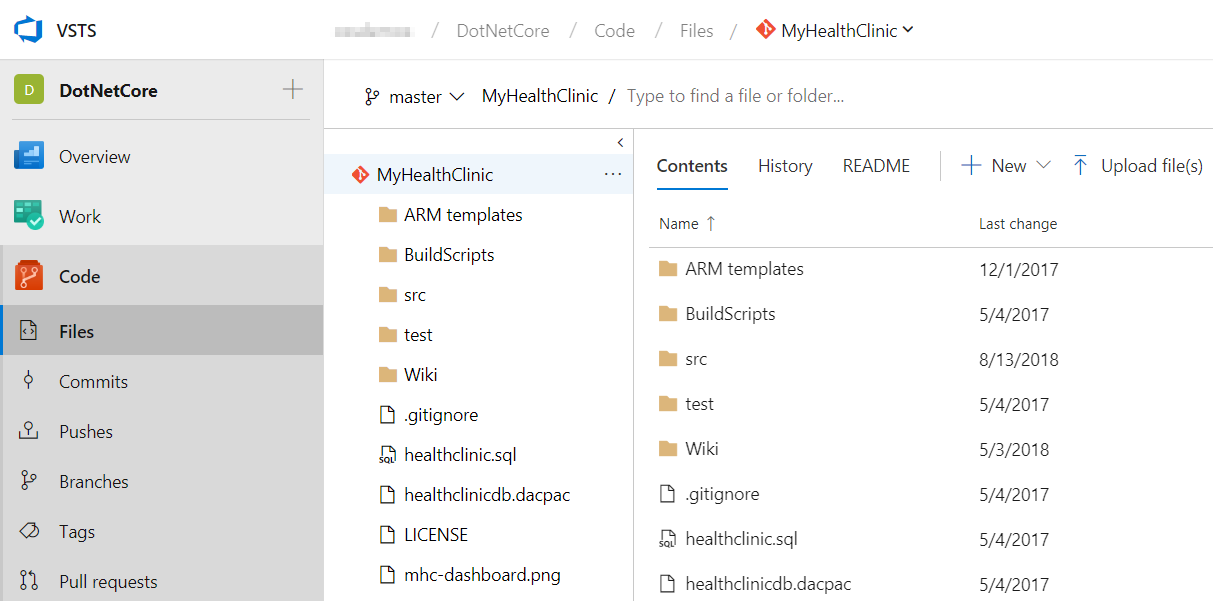 VSTS
/ DotNetCore / Code / Files / MyHealthClinic
D DotNetCore
Overview
Work
Code
Files
Commits
Pushes
Branches
Tags
Pull requests
master MyHealthClinic / Type to find a file or folder...
MyHealthClinic ...
ARM templates
BuildScripts
src
test
Wiki
.gitignore
SQL healthclinic.sql
healthclinicdb.dacpac
LICENSE
mhc-dashboard.png
Contents History README New Upload file(s)
Name Last change
ARM templates 12/1/2017
BuildScripts 5/4/2017
src 8/13/2018
test 5/4/2017
Wiki 5/3/2018
.gitignore 5/4/2017
SQL healthclinic.sql 5/4/2017
healthclinicdb.dacpac 5/4/2017